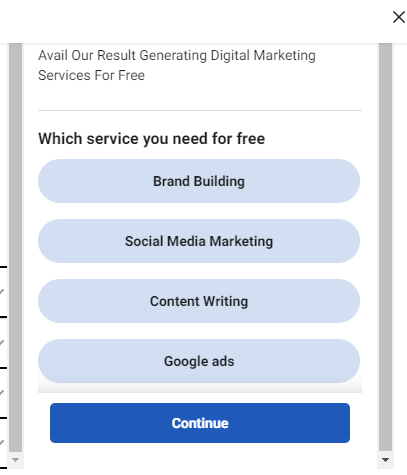 Avail Our Result Generating Digital Marketing
Services For Free
Which service you need for free
Brand Building
Social Media Marketing
Content Writing
Google ads
Continue